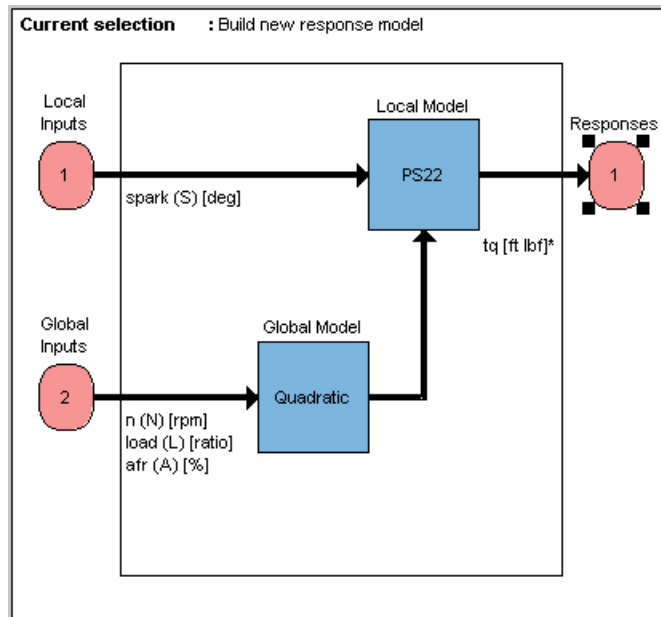 Current selection : Build new response model
Local
Inputs
1
spark (S) [deg]
Local Model
PS22
tq [ft lbf]*
Responses
1
Global
Inputs
2
n (N) [rpm]
load (L) [ratio]
afr (A) [%]
Global Model
Quadratic